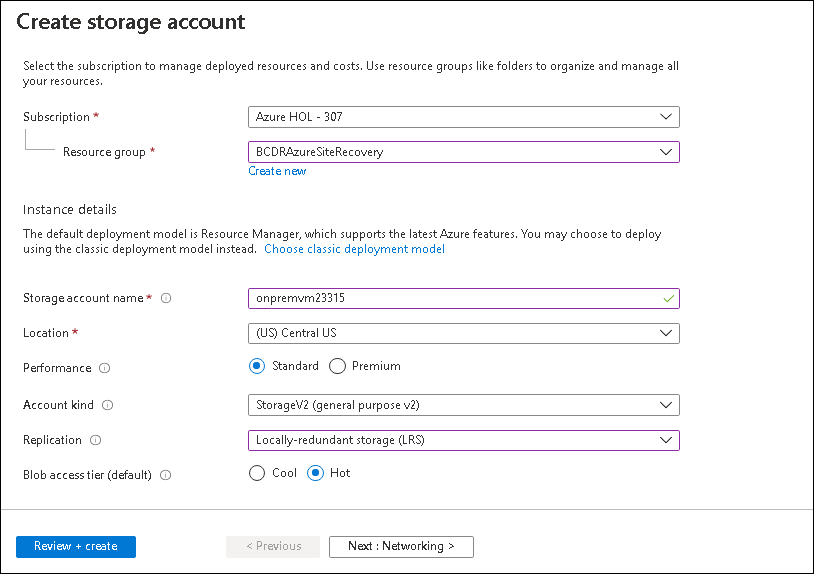 Create storage account
Select the subscription to manage deployed resources and costs. Use resource groups like folders to organize and manage all
your resources.
Subscription *
Azure HOL - 307
Resource group *
BCDRAzureSiteRecovery
Create new
Instance details
The default deployment model is Resource Manager, which supports the latest Azure features. You may choose to deploy
using the classic deployment model instead. Choose classic deployment model
Storage account name *
onpremvm23315
Location *
(US) Central US
Performance
Standard
Premium
Account kind
StorageV2 (general purpose v2)
Replication
Locally-redundant storage (LRS)
Blob access tier (default)
Cool
Hot
Review + create
< Previous
Next : Networking >